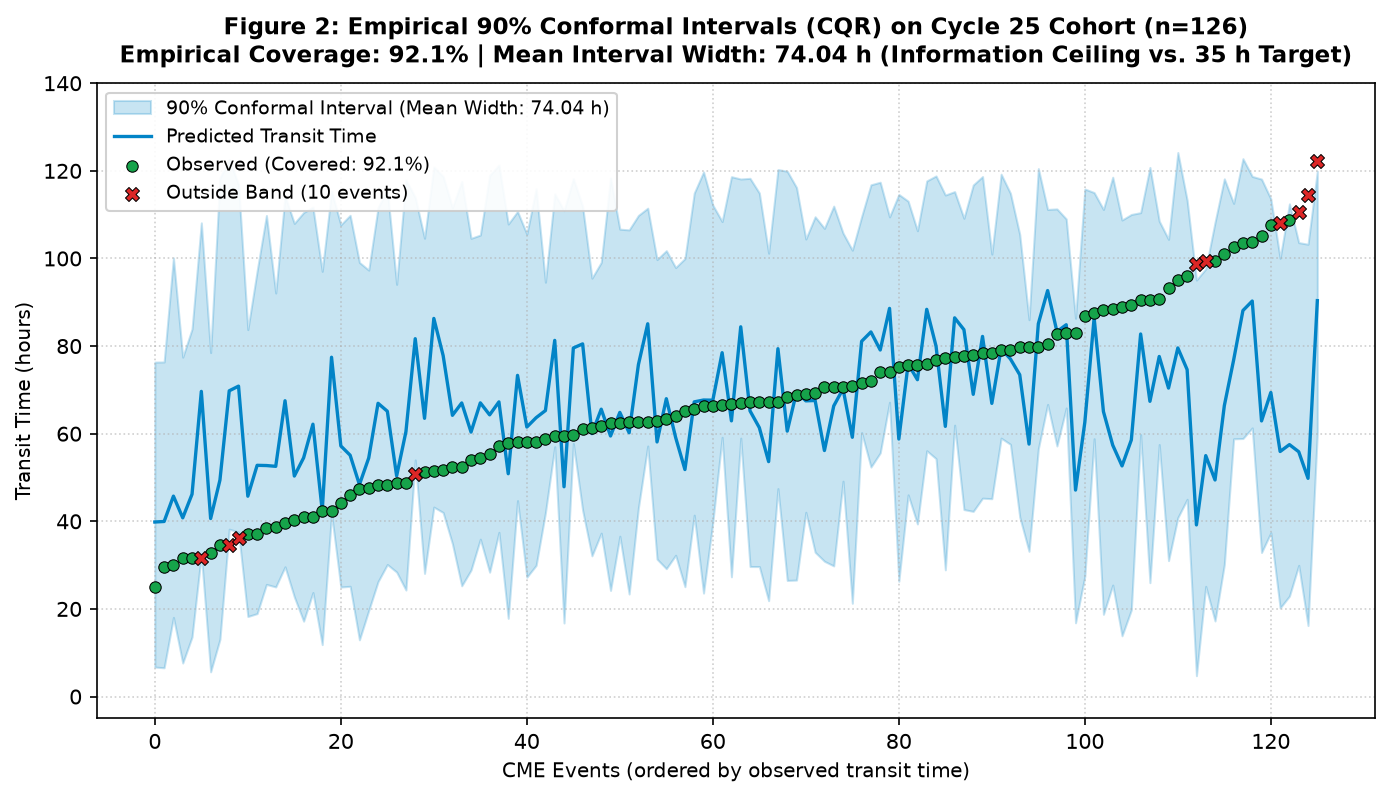 Figure 2: Empirical 90% Conformal Intervals (CQR) on Cycle 25 Cohort (n=126)
Empirical Coverage: 92.1% | Mean Interval Width: 74.04 h (Information Ceiling vs. 35 h Target)
90% Conformal Interval (Mean Width: 74.04 h)
Predicted Transit Time
Observed (Covered: 92.1%)
Outside Band (10 events)
Transit Time (hours)
140
120
100
80
60
40
20
0
0 20 40 60 80 100 120
CME Events (ordered by observed transit time)